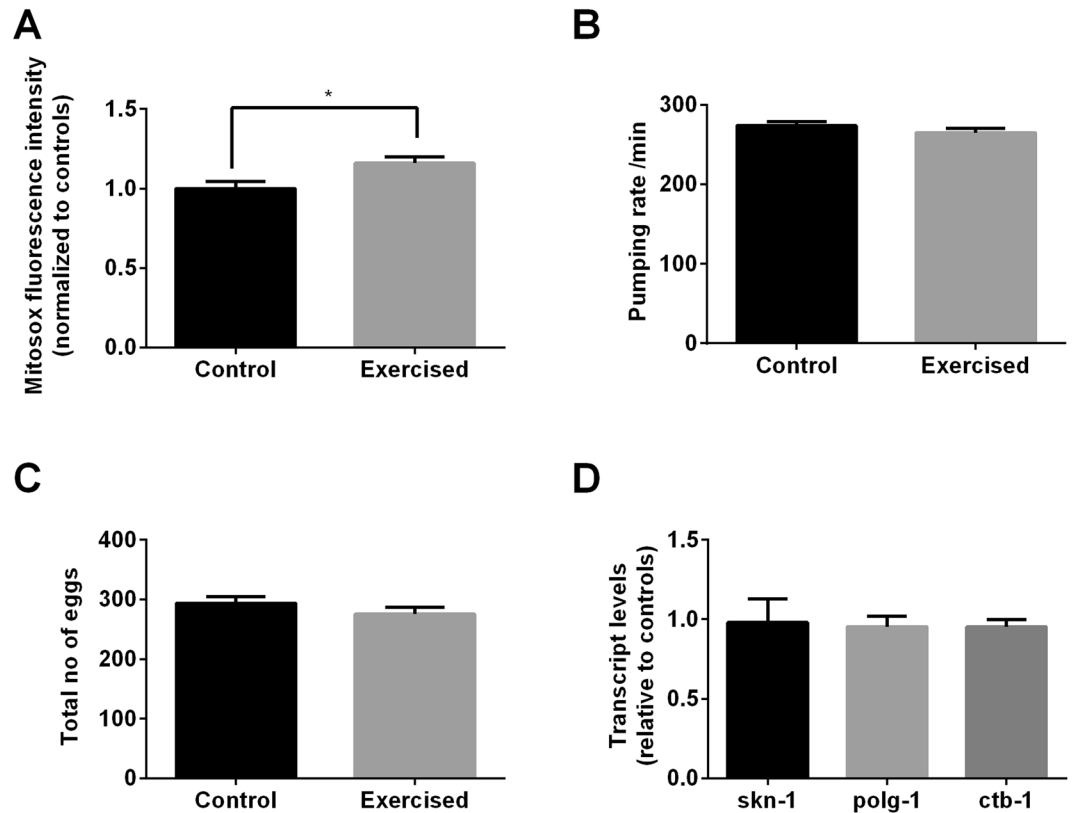 A
Mitosox fluorescence intensity
(normalized to controls)
1.5
1.0
0.5
0.0
*
Control
Exercised
B
Pumping rate /min
300
200
100
0
Control
Exercised
C
Total no of eggs
400
300
200
100
0
Control
Exercised
D
Transcript levels
(relative to controls)
1.5
1.0
0.5
0.0
skn-1
polg-1
ctb-1